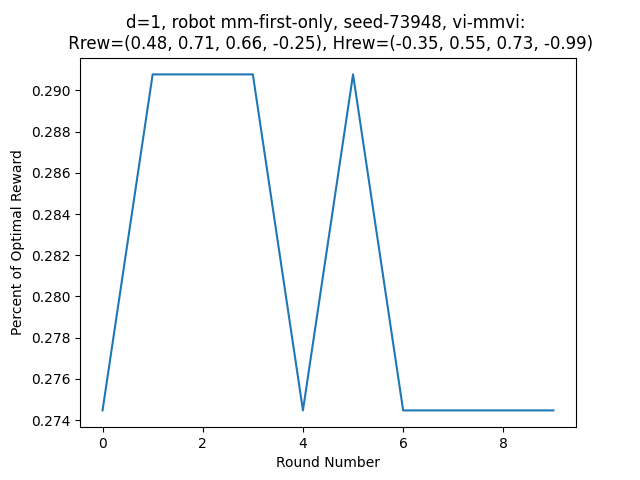 d=1, robot mm-first-only, seed-73948, vi-mmvi:
Rrew=(0.48, 0.71, 0.66, -0.25), Hrew=(-0.35, 0.55, 0.73, -0.99)
0.290
0.288
0.286
0.284
0.282
0.280
0.278
0.276
0.274
Percent of Optimal Reward
0 2 4 6 8
Round Number